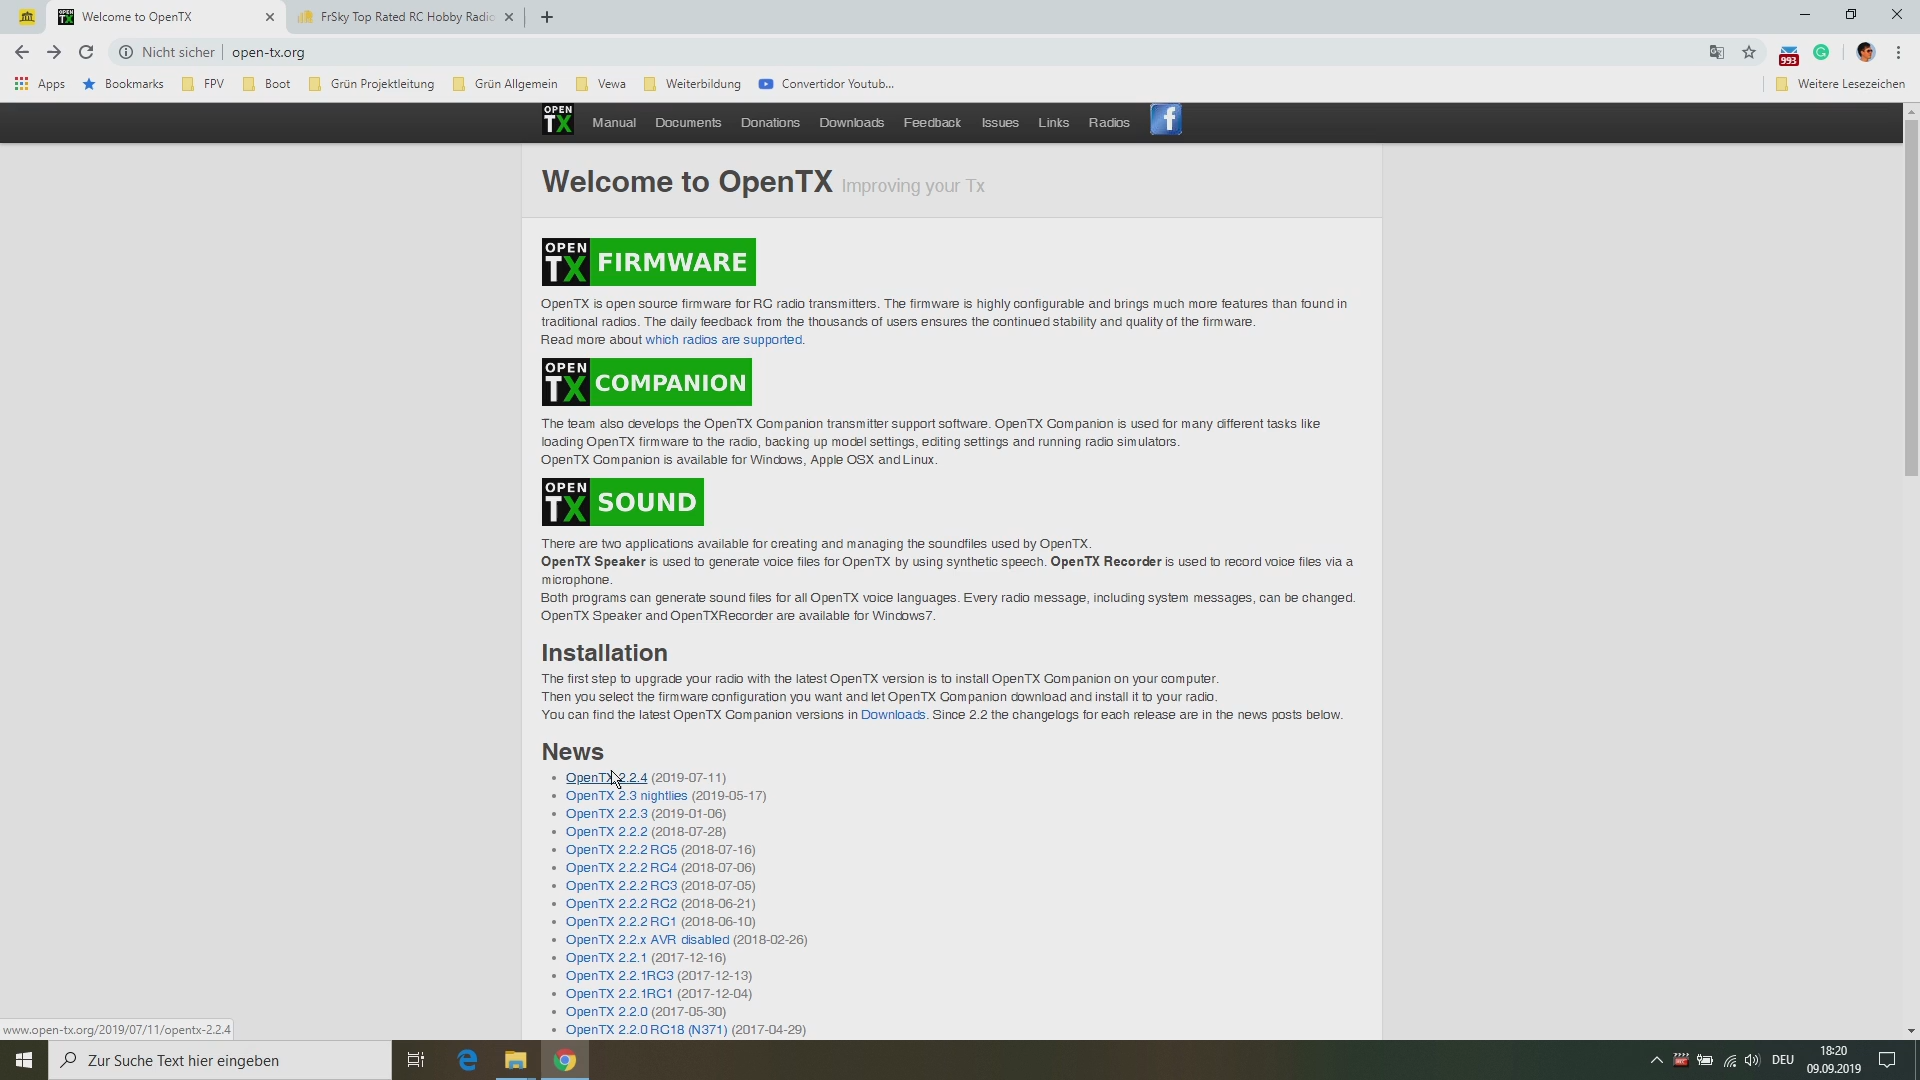 Welcome to OpenTX
FrSky Top Rated RC Hobby Radio
Nicht sicher
open-tx.org
993
Apps
Bookmarks
FPV
Boot
Grün Projektleitung
Grün Allgemein
Vewa
Weiterbildung
Convertidor Youtub...
Weitere Lesezeichen
OPEN
TX
Manual
Documents
Donations
Downloads
Feedback
Issues
Links
Radios
f
Welcome to OpenTX Improving your Tx
OPEN
TX FIRMWARE
OpenTX is open source firmware for RC radio transmitters. The firmware is highly configurable and brings much more features than found in
traditional radios. The daily feedback from the thousands of users ensures the continued stability and quality of the firmware.
Read more about which radios are supported.
OPEN
TX COMPANION
The team also develops the OpenTX Companion transmitter support software. OpenTX Companion is used for many different tasks like
loading OpenTX firmware to the radio, backing up model settings, editing settings and running radio simulators.
OpenTX Companion is available for Windows, Apple OSX and Linux.
OPEN
TX SOUND
There are two applications available for creating and managing the soundfiles used by OpenTX.
OpenTX Speaker is used to generate voice files for OpenTX by using synthetic speech. OpenTX Recorder is used to record voice files via a
microphone.
Both programs can generate sound files for all OpenTX voice languages. Every radio message, including system messages, can be changed.
OpenTX Speaker and OpenTXRecorder are available for Windows7.
Installation
The first step to upgrade your radio with the latest OpenTX version is to install OpenTX Companion on your computer.
Then you select the firmware configuration you want and let OpenTX Companion download and install it to your radio.
You can find the latest OpenTX Companion versions in Downloads. Since 2.2 the changelogs for each release are in the news posts below.
News
OpenTX 2.2.4 (2019-07-11)
OpenTX 2.3 nightlies (2019-05-17)
OpenTX 2.2.3 (2019-01-06)
OpenTX 2.2.2 (2018-07-28)
OpenTX 2.2.2 RC5 (2018-07-16)
OpenTX 2.2.2 RC4 (2018-07-06)
OpenTX 2.2.2 RC3 (2018-07-05)
OpenTX 2.2.2 RC2 (2018-06-21)
OpenTX 2.2.2 RC1 (2018-06-10)
OpenTX 2.2.x AVR disabled (2018-02-26)
OpenTX 2.2.1 (2017-12-16)
OpenTX 2.2.1RC3 (2017-12-13)
OpenTX 2.2.1RC1 (2017-12-04)
OpenTX 2.2.0 (2017-05-30)
OpenTX 2.2.0 RC18 (N371) (2017-04-29)
www.open-tx.org/2019/07/11/opentx-2.2.4
Zur Suche Text hier eingeben
DEU
18:20
09.09.2019